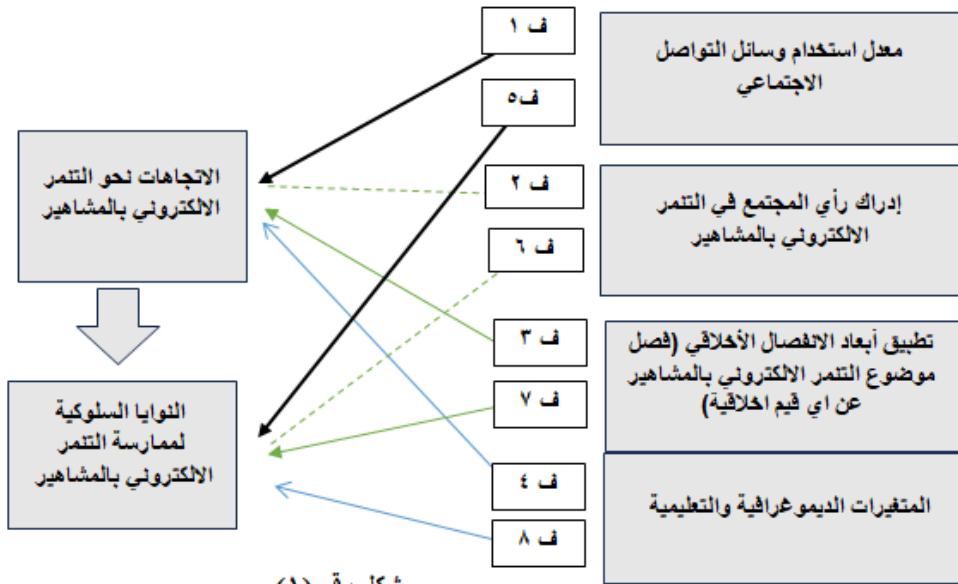 ف ١
معدل استخدام وسائل التواصل
الاجتماعي
ف ٥
الاتجاهات نحو التنمر
الالكتروني بالمشاهير
ف ٢
إدراك رأي المجتمع في التنمر
الالكتروني بالمشاهير
ف ٦
ف ٣
تطبيق أبعاد الانفصال الأخلاقي (فصل
موضوع التنمر الالكتروني بالمشاهير
عن اي قيم اخلاقية)
ف ٧
النوايا السلوكية
لممارسة التنمر
الالكتروني بالمشاهير
ف ٤
المتغيرات الديموغرافية والتعليمية
ف ٨
(١)